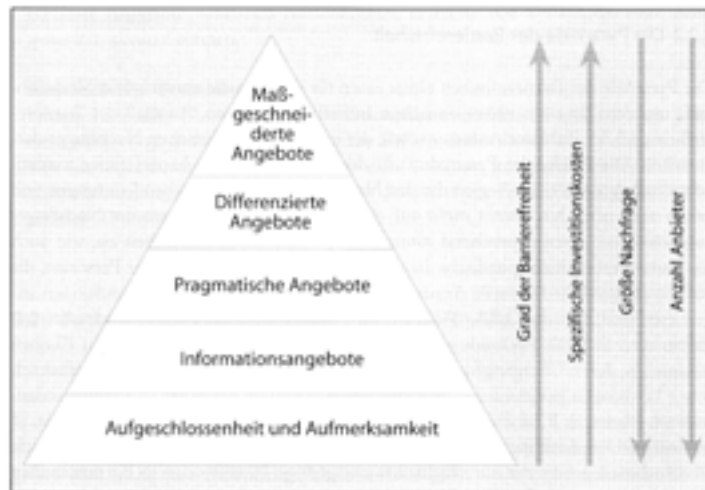 Maß-
geschnei-
derte
Angebote
Differenzierte
Angebote
Pragmatische Angebote
Informationsangebote
Aufgeschlossenheit und Aufmerksamkeit
Grad der Barrierefreiheit
Spezifische Investitionskosten
Größe Nachfrage
Anzahl Anbieter